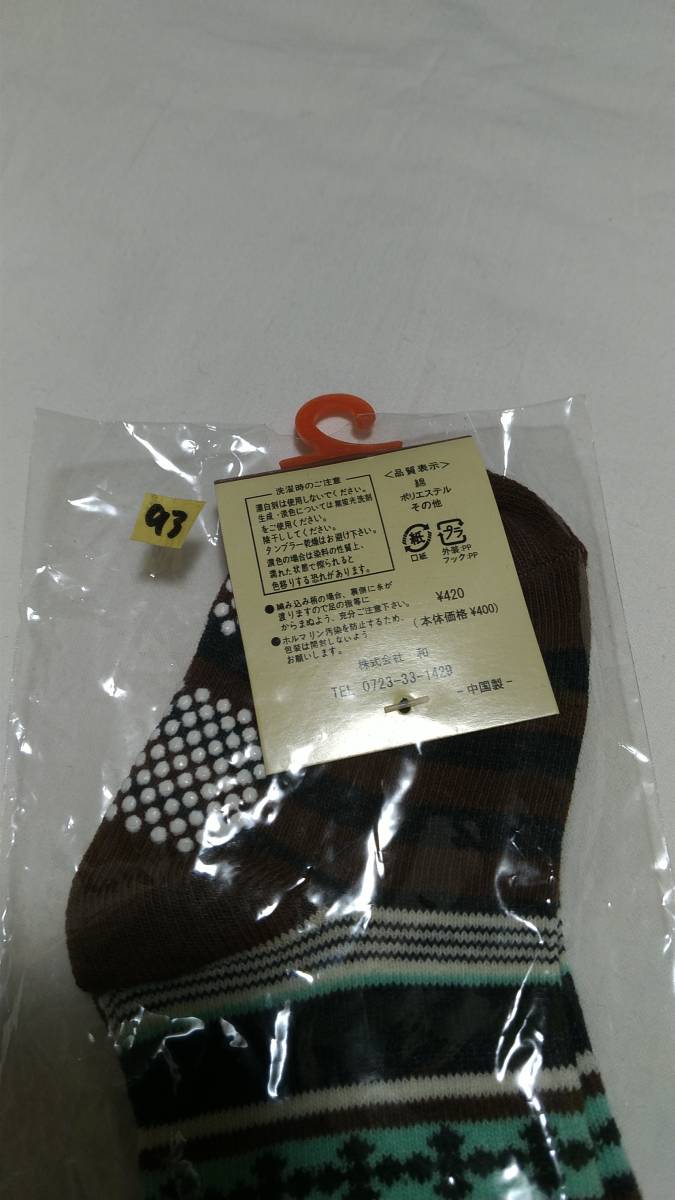 93
洗濯時のご注意
漂白剤は使用しないでください。
生成・淡色については無蛍光洗剤
をご使用ください。
陰干ししてください。
タンブラー乾燥はお避け下さい。
濃色の場合は染料の性質上、
濡れた状態で擦られると
色移りする恐れがあります。
●編み込み柄の場合、裏側に糸が
渡りますので足の指等に
からまぬよう、充分ご注意下さい。
●ホルマリン汚染を防止するため、
包装は開封しないよう
お願いします。
<品質表示>
綿
ポリエステル
その他
紙
口紙
プラ
外装:PP
フック:PP
¥420
(本体価格 ¥400)
株式会社 和
TEL 0723-33-1429
-中国製-